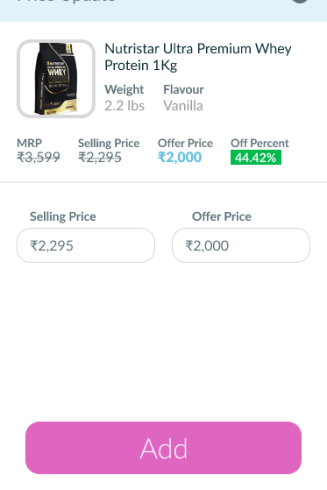 Price Update
WHEY
Nutristar Ultra Premium Whey
Protein 1Kg
Weight Flavour
2.2 lbs Vanilla
MRP Selling Price Offer Price Off Percent
₹3,599 ₹2,295 ₹2,000 44.42%
Selling Price Offer Price
₹2,295 ₹2,000
Add